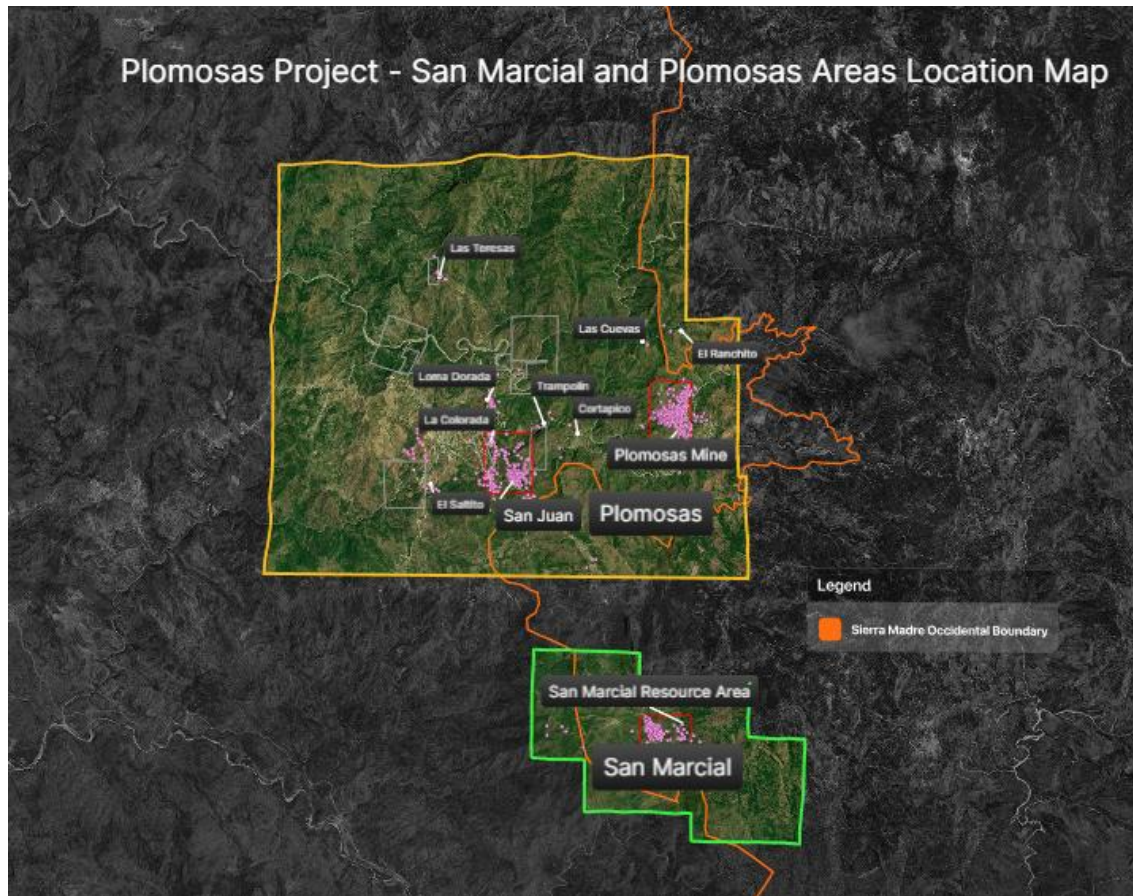 Plomosas Project - San Marcial and Plomosas Areas Location Map
Las Teresas
Las Cuevas
El Ranchito
Loma Dorada
Trampolin
La Colorada
Cortapico
Plomosas Mine
El Saltito
San Juan
Plomosas
Legend
Sierra Madre Occidental Boundary
San Marcial Resource Area
San Marcial